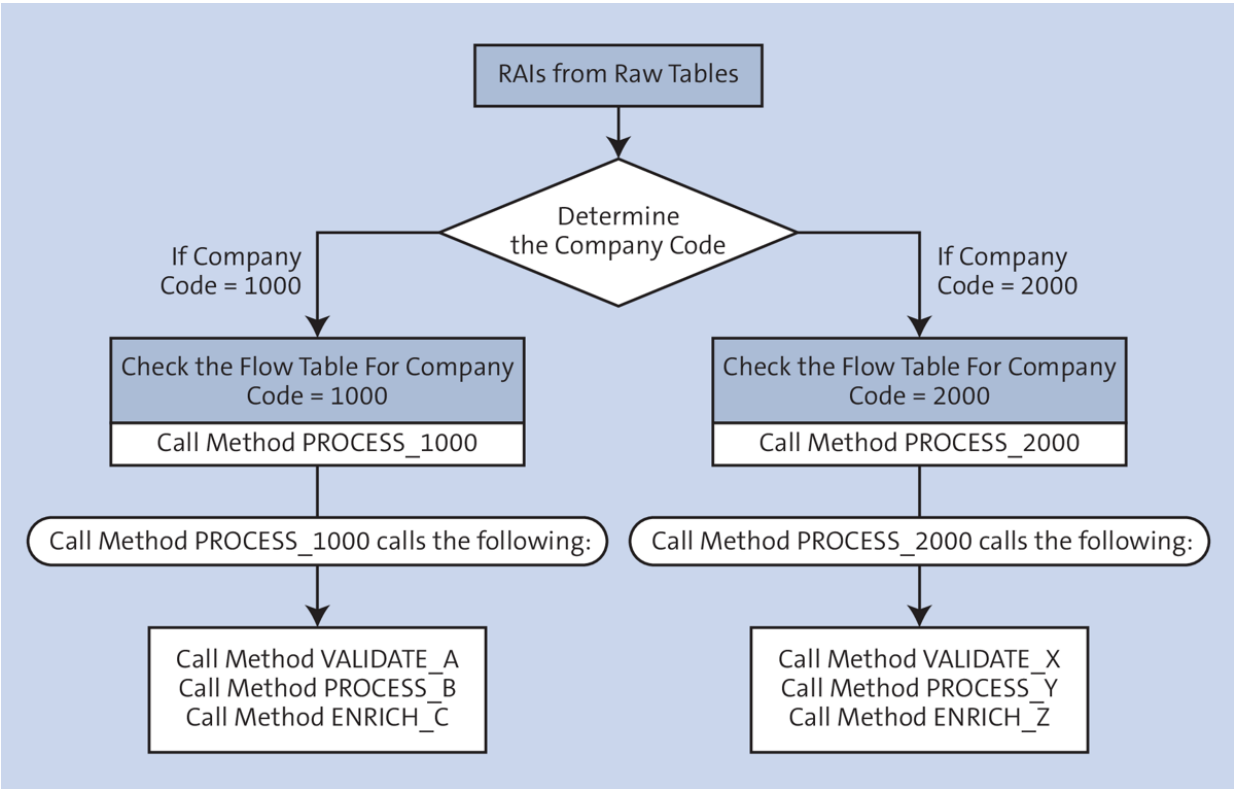 RAIs from Raw Tables
Determine
the Company Code
If Company
Code = 1000
If Company
Code = 2000
Check the Flow Table For Company
Code = 1000
Call Method PROCESS_1000
Check the Flow Table For Company
Code = 2000
Call Method PROCESS_2000
Call Method PROCESS_1000 calls the following:
Call Method PROCESS_2000 calls the following:
Call Method VALIDATE_A
Call Method PROCESS_B
Call Method ENRICH_C
Call Method VALIDATE_X
Call Method PROCESS_Y
Call Method ENRICH_Z